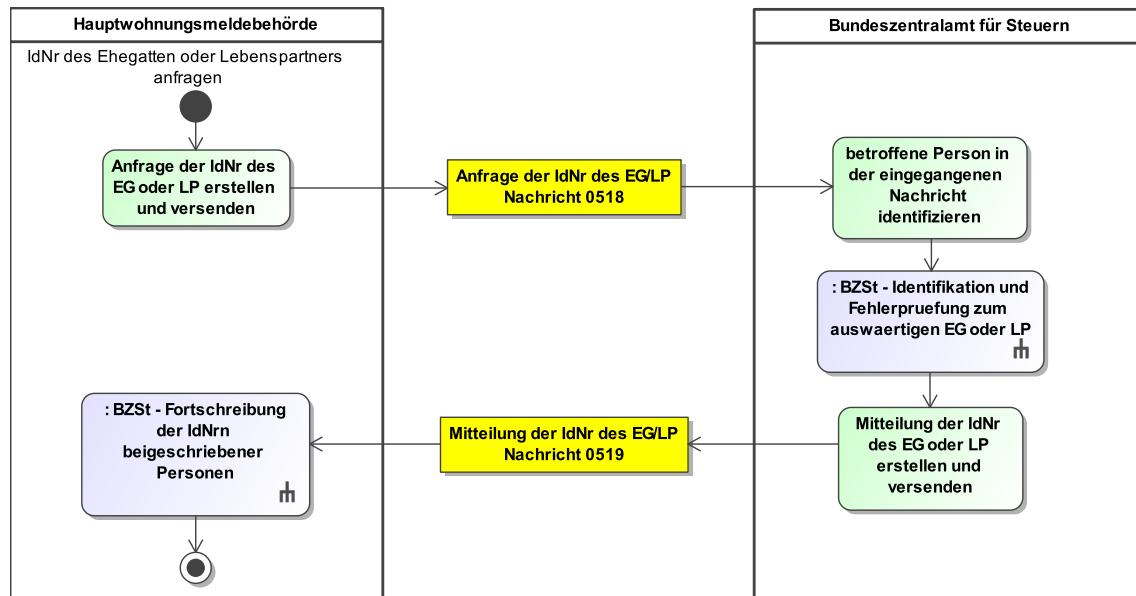 Hauptwohnungsmeldebehörde
Bundeszentralamt für Steuern
IdNr des Ehegatten oder Lebenspartners
anfragen
Anfrage der IdNr des
EG oder LP erstellen
und versenden
Anfrage der IdNr des EG/LP
Nachricht 0518
betroffene Person in
der eingegangenen
Nachricht
identifizieren
: BZSt - Identifikation und
Fehlerpruefung zum
auswaertigen EG oder LP
Mitteilung der IdNr
des EG oder LP
erstellen und
versenden
Mitteilung der IdNr des EG/LP
Nachricht 0519
: BZSt - Fortschreibung
der IdNrn
beigeschriebener
Personen